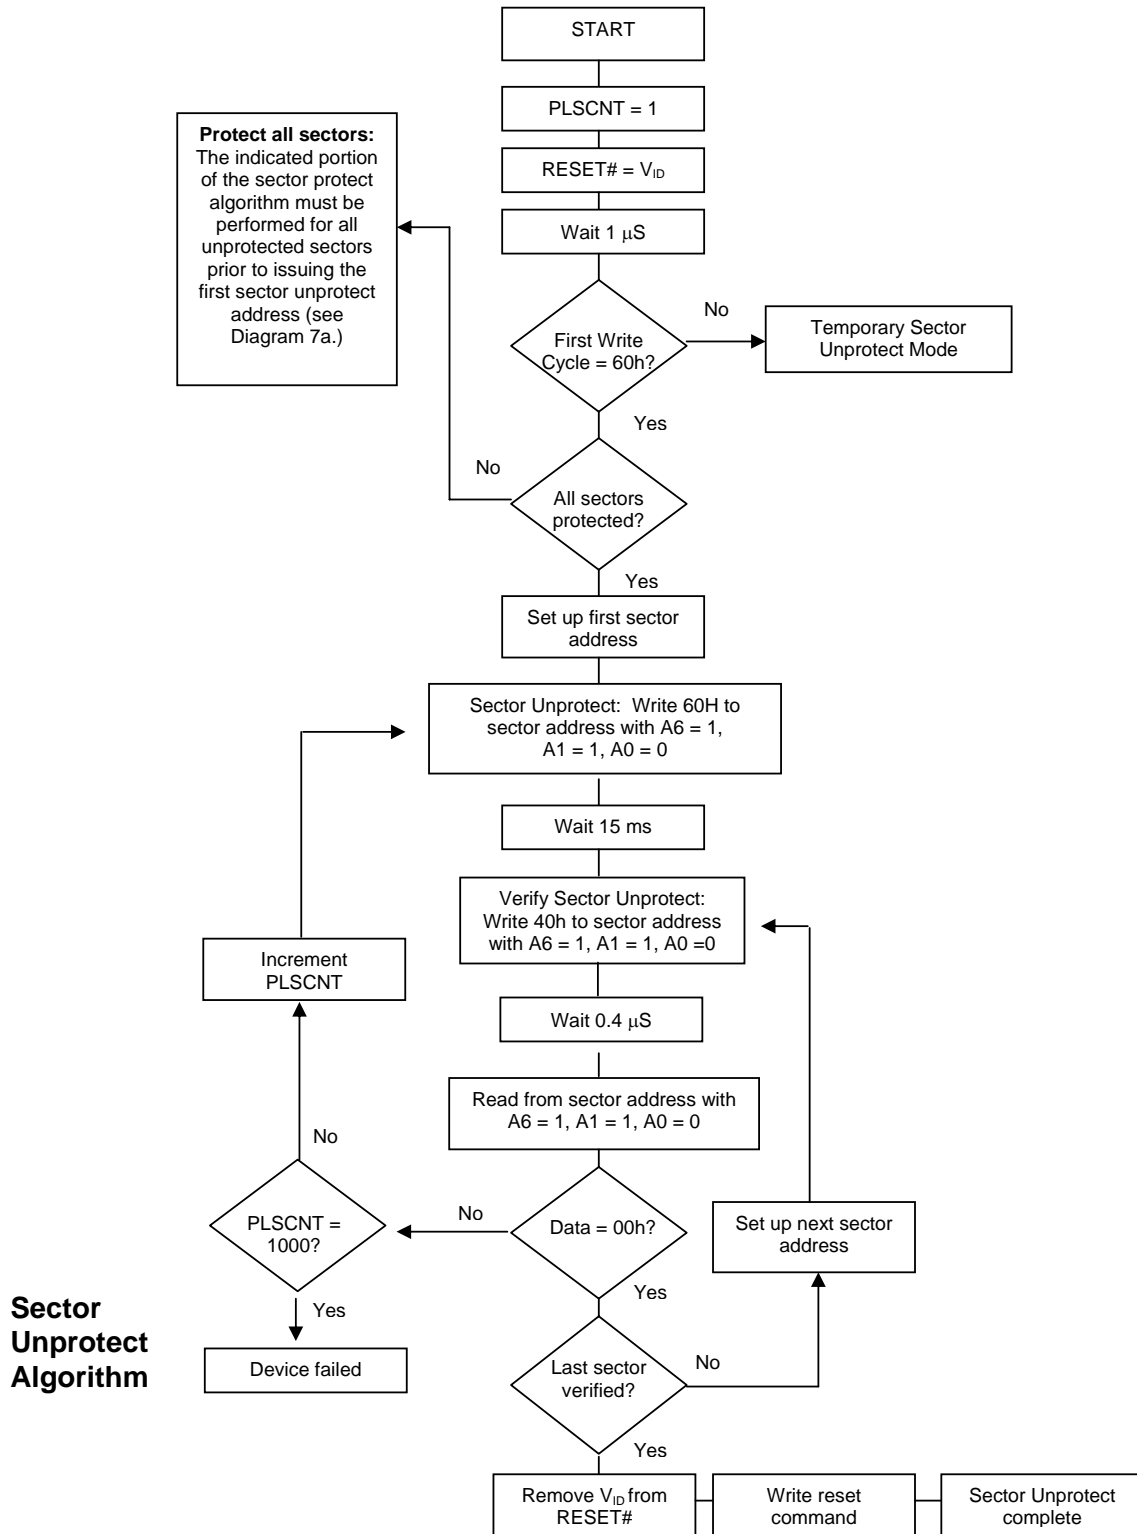 START
PLSCNT = 1
RESET# = VID
Wait 1 μS
Protect all sectors:
The indicated portion
of the sector protect
algorithm must be
performed for all
unprotected sectors
prior to issuing the
first sector unprotect
address (see
Diagram 7a.)
First Write
Cycle = 60h?
No
Temporary Sector
Unprotect Mode
Yes
No
All sectors
protected?
Yes
Set up first sector
address
Sector Unprotect: Write 60H to
sector address with A6 = 1,
A1 = 1, A0 = 0
Wait 15 ms
Verify Sector Unprotect:
Write 40h to sector address
with A6 = 1, A1 = 1, A0 =0
Increment
PLSCNT
Wait 0.4 μS
Read from sector address with
A6 = 1, A1 = 1, A0 = 0
No
PLSCNT =
1000?
No
Data = 00h?
Set up next sector
address
Yes
Yes
Sector
Unprotect
Algorithm
Device failed
Last sector
verified?
No
Yes
Remove VID from
RESET#
Write reset
command
Sector Unprotect
complete